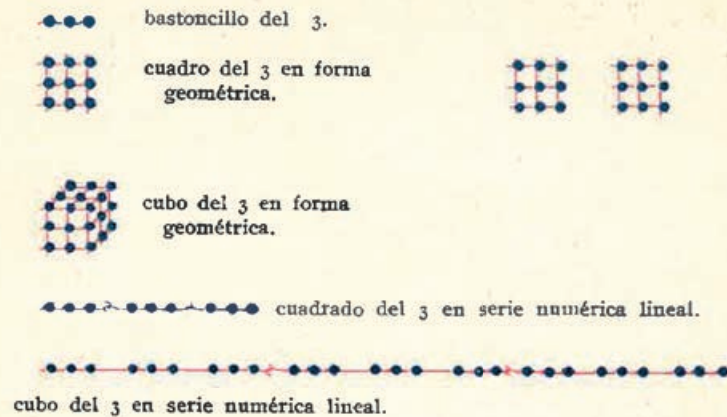 bastoncillo del 3.
cuadro del 3 en forma
geométrica.
cubo del 3 en forma
geométrica.
cuadrado del 3 en serie numérica lineal.
cubo del 3 en serie numérica lineal.